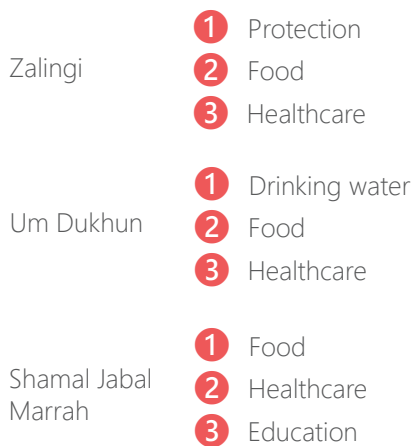 Zalingi
1 Protection
2 Food
3 Healthcare
Um Dukhun
1 Drinking water
2 Food
3 Healthcare
Shamal Jabal
Marrah
1 Food
2 Healthcare
3 Education